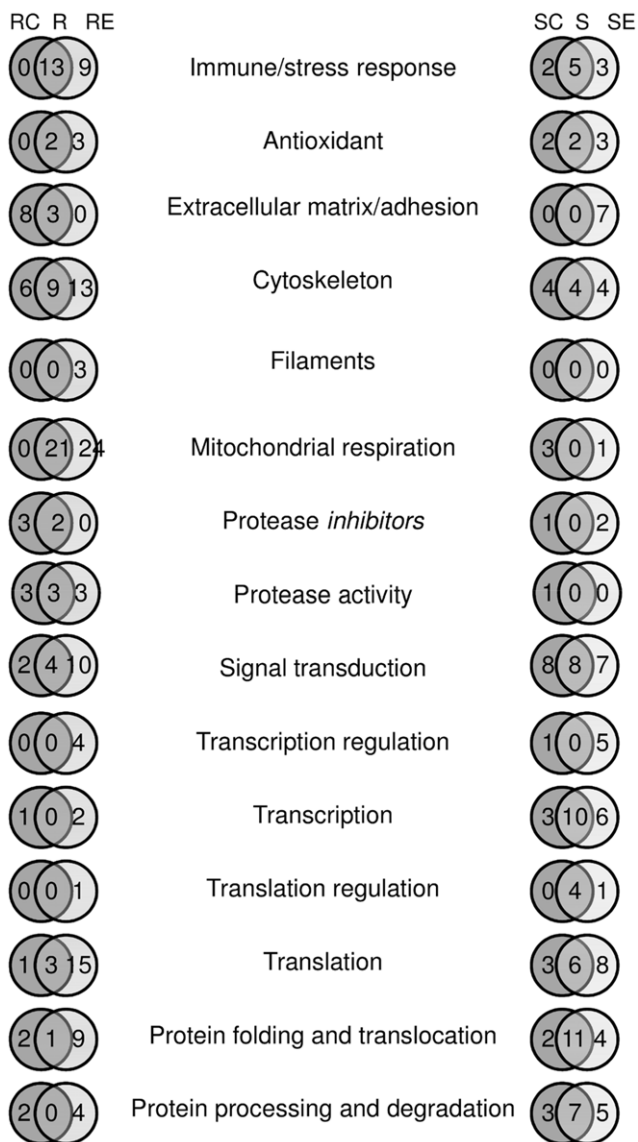 RC R RE SC S SE
0 13 9 Immune/stress response 2 5 3
0 2 3 Antioxidant 2 2 3
8 3 0 Extracellular matrix/adhesion 0 0 7
6 9 13 Cytoskeleton 4 4 4
0 0 3 Filaments 0 0 0
0 21 24 Mitochondrial respiration 3 0 1
3 2 0 Protease inhibitors 1 0 2
3 3 3 Protease activity 1 0 0
2 4 10 Signal transduction 8 8 7
0 0 4 Transcription regulation 1 0 5
1 0 2 Transcription 3 10 6
0 0 1 Translation regulation 0 4 1
1 3 15 Translation 3 6 8
2 1 9 Protein folding and translocation 2 11 4
2 0 4 Protein processing and degradation 3 7 5